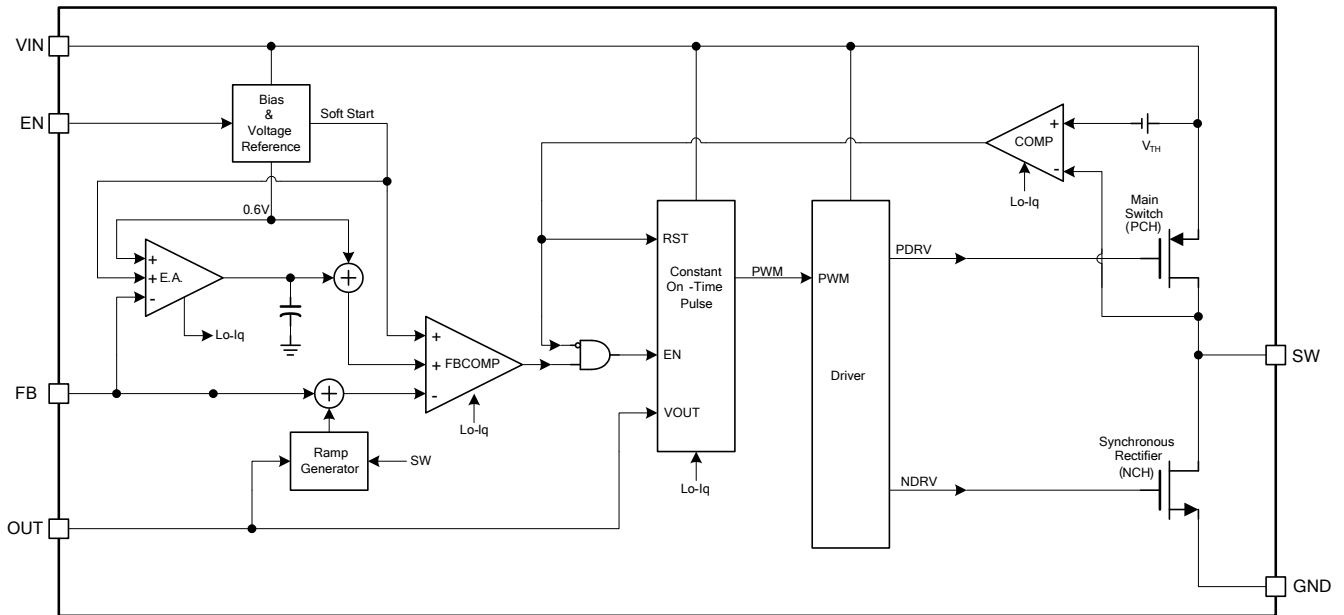 VIN
EN
Bias
&
Voltage
Reference
Soft Start
+
COMP
-
VTH
Lo-Iq
Main
Switch
(PCH)
0.6V
+
+ E.A.
-
+
Lo-Iq
RST
Constant
On -Time
Pulse
EN
VOUT
PWM
PWM
Driver
PDRV
+
+ FBCOMP
-
Lo-Iq
SW
FB
+
Ramp
Generator
SW
Lo-Iq
Synchronous
Rectifier
(NCH)
NDRV
OUT
GND